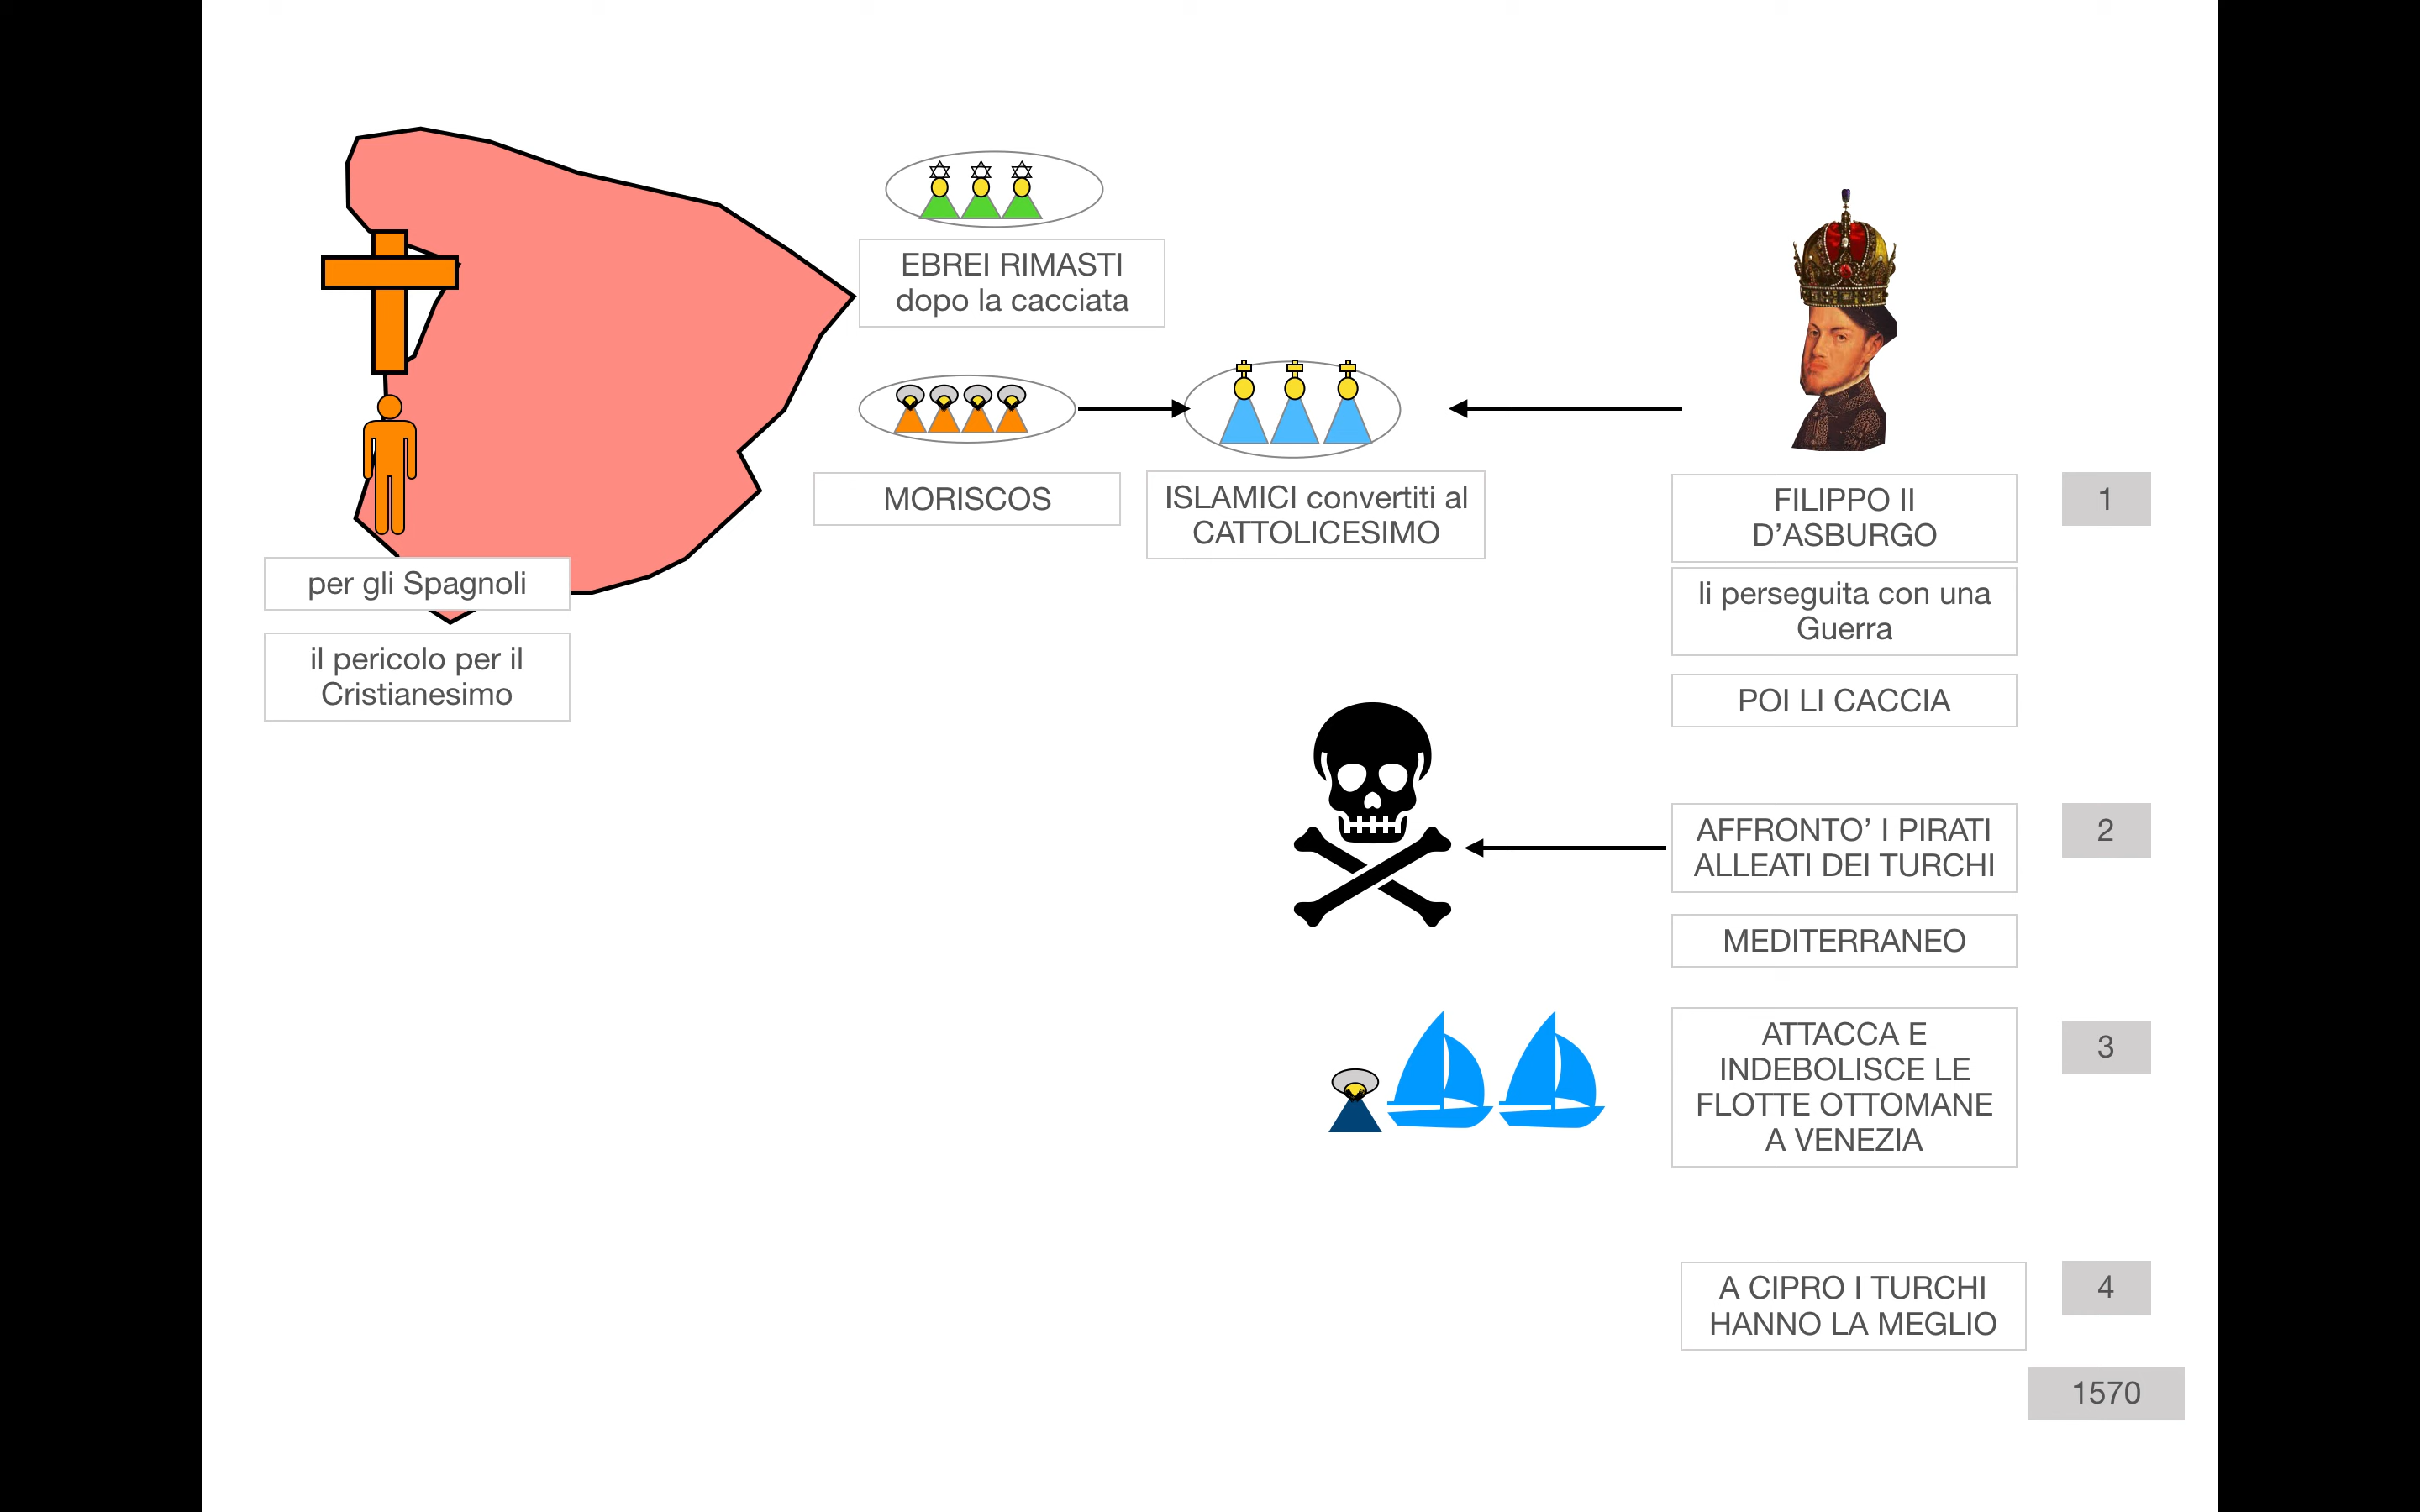 EBREI RIMASTI
dopo la cacciata
MORISCOS
ISLAMICI convertiti al
CATTOLICESIMO
per gli Spagnoli
il pericolo per il
Cristianesimo
FILIPPO II
D’ASBURGO
1
li perseguita con una
Guerra
POI LI CACCIA
AFFRONTO’ I PIRATI
ALLEATI DEI TURCHI
2
MEDITERRANEO
ATTACCA E
INDEBOLISCE LE
FLOTTE OTTOMANE
A VENEZIA
3
A CIPRO I TURCHI
HANNO LA MEGLIO
4
1570